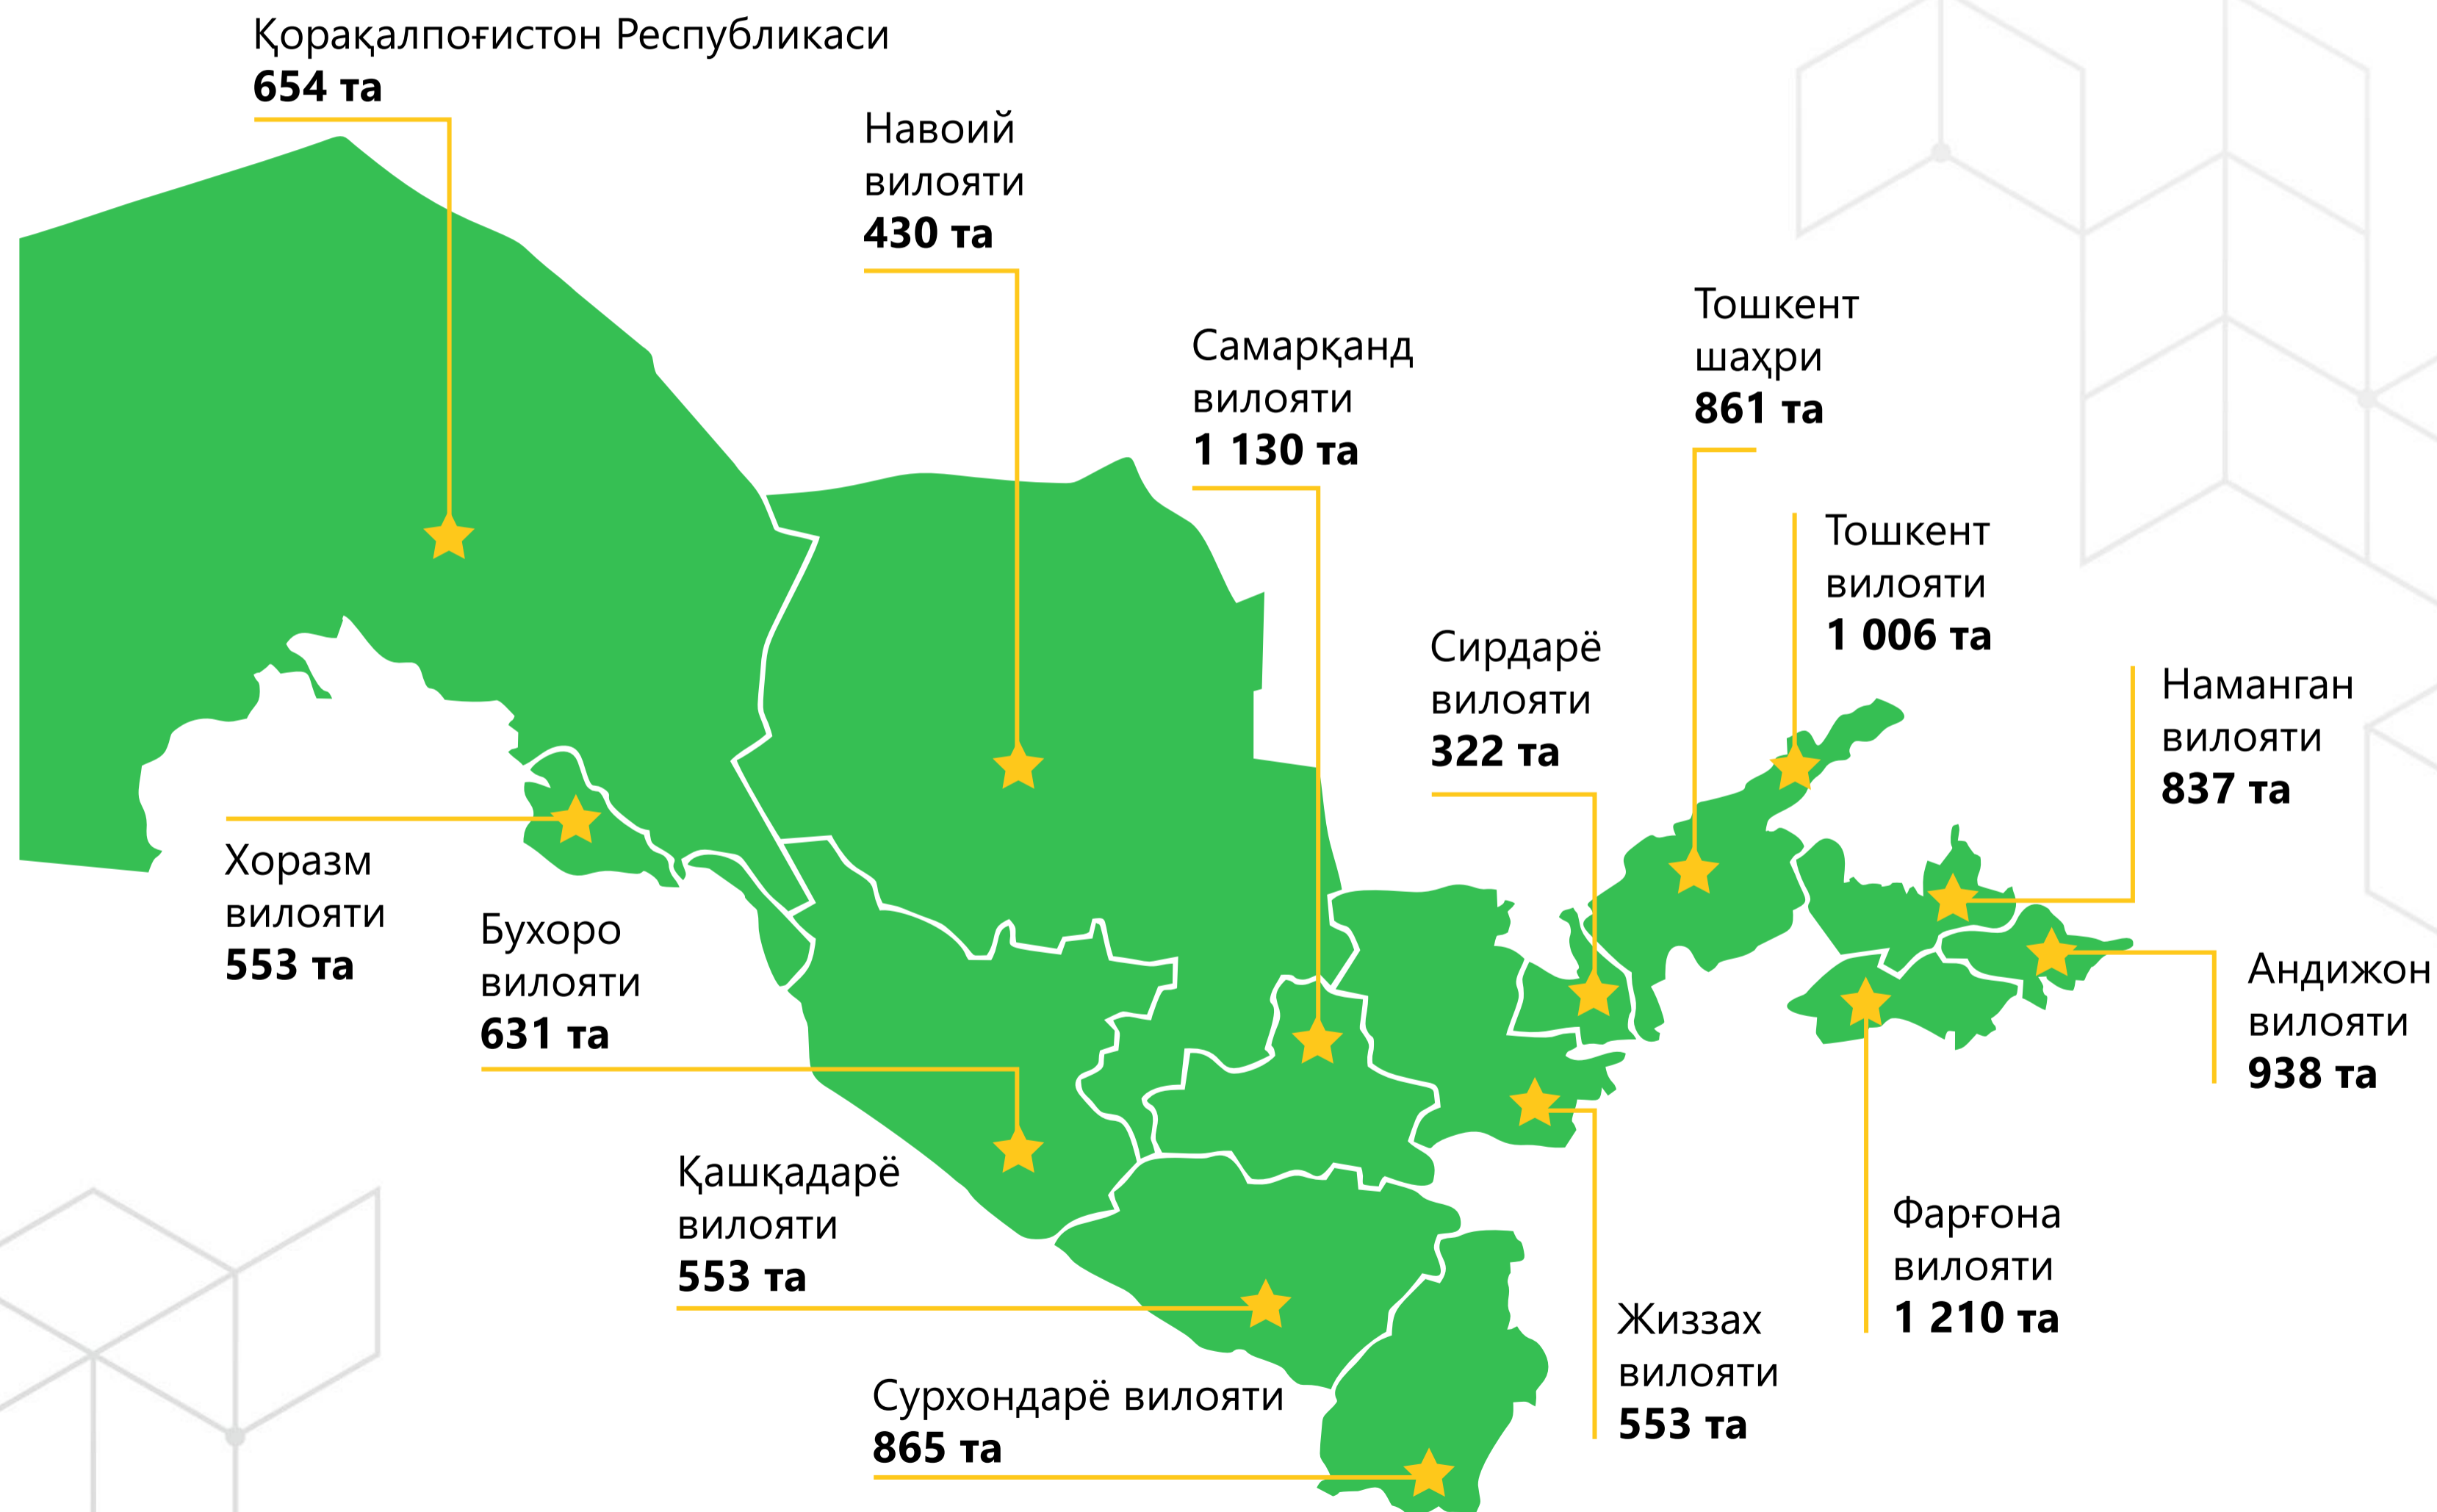 Қорақалпоғистон Республикаси
654 та
Навоий
вилояти
430 та
Самарқанд
вилояти
1 130 та
Тошкент
шахри
861 та
Тошкент
вилояти
1 006 та
Сирдарё
вилояти
322 та
Наманган
вилояти
837 та
Хоразм
вилояти
553 та
Бухоро
вилояти
631 та
Андижон
вилояти
938 та
Қашкадарё
вилояти
553 та
Фарғона
вилояти
1 210 та
Жиззах
вилояти
553 та
Сурхондарё вилояти
865 та